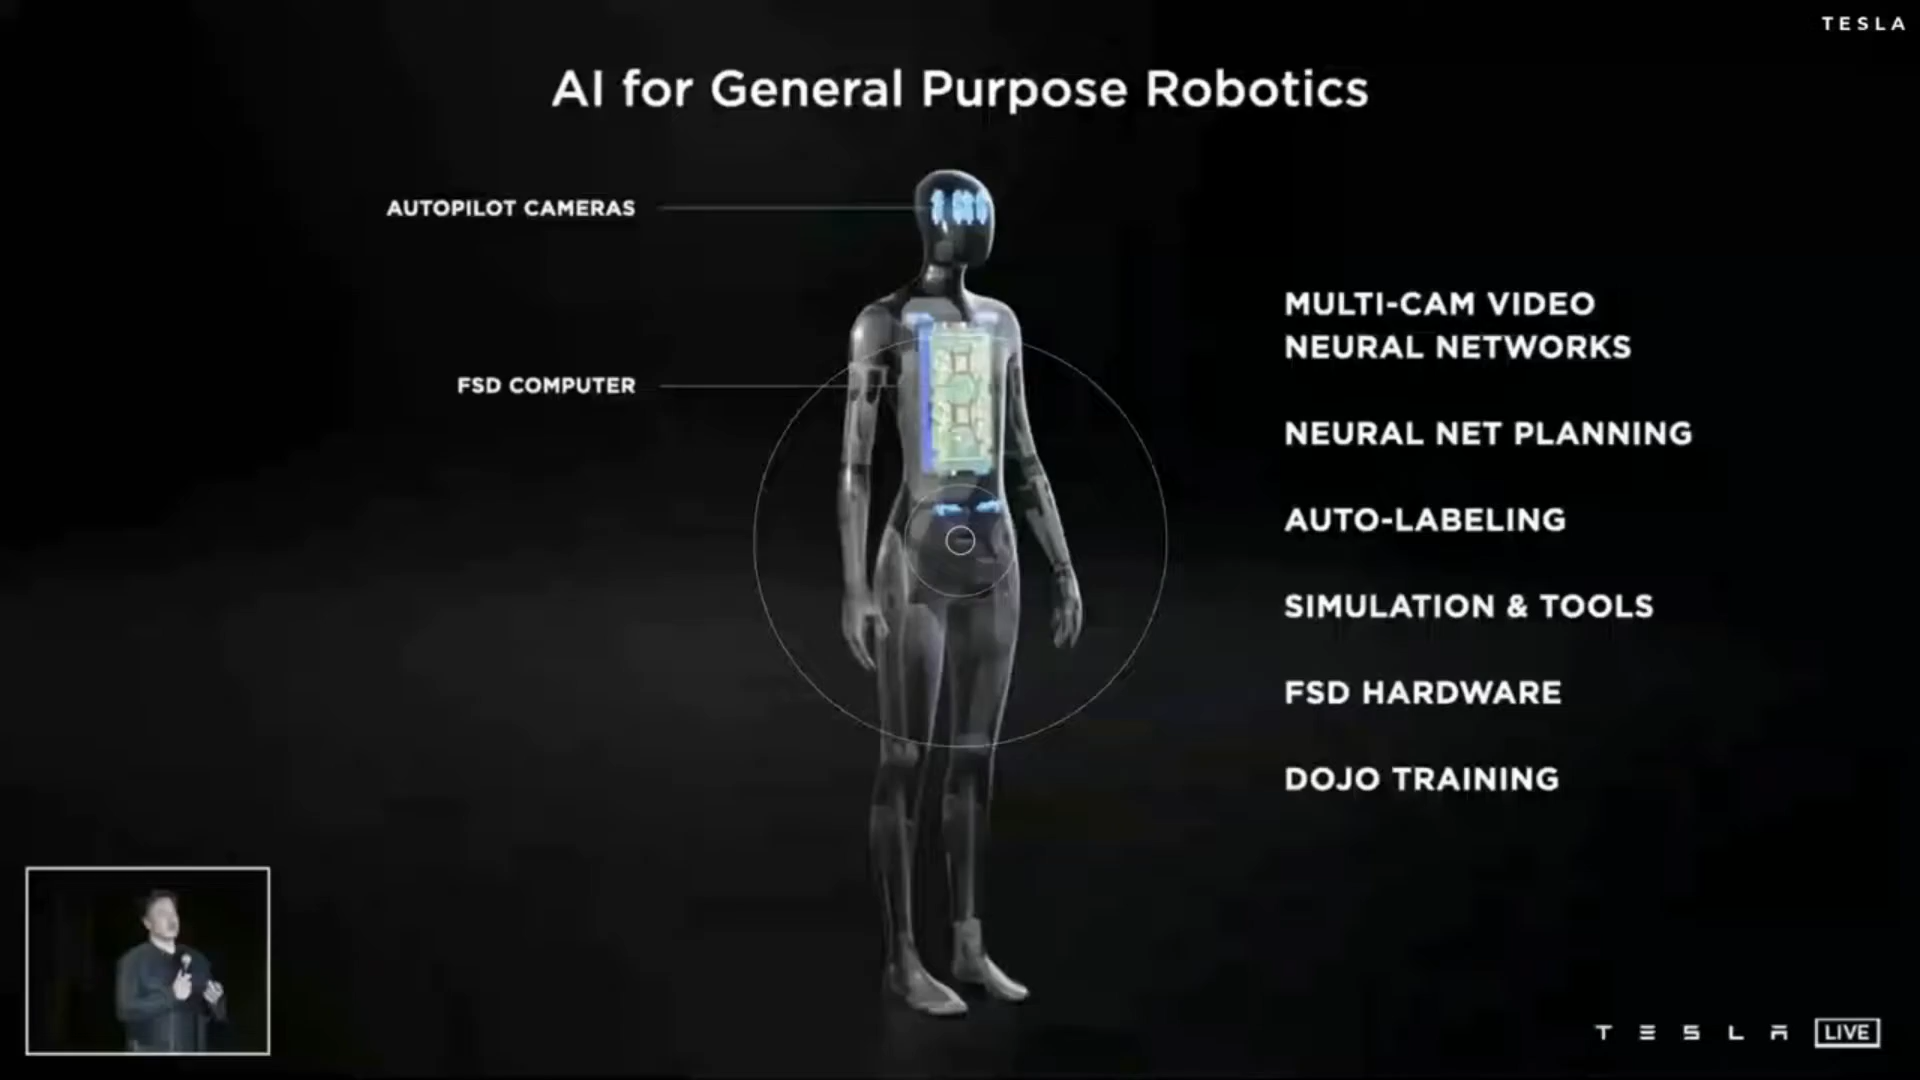 TESLA
AI for General Purpose Robotics
AUTOPILOT CAMERAS
FSD COMPUTER
MULTI-CAM VIDEO
NEURAL NETWORKS
NEURAL NET PLANNING
AUTO-LABELING
SIMULATION & TOOLS
FSD HARDWARE
DOJO TRAINING
TESLA LIVE